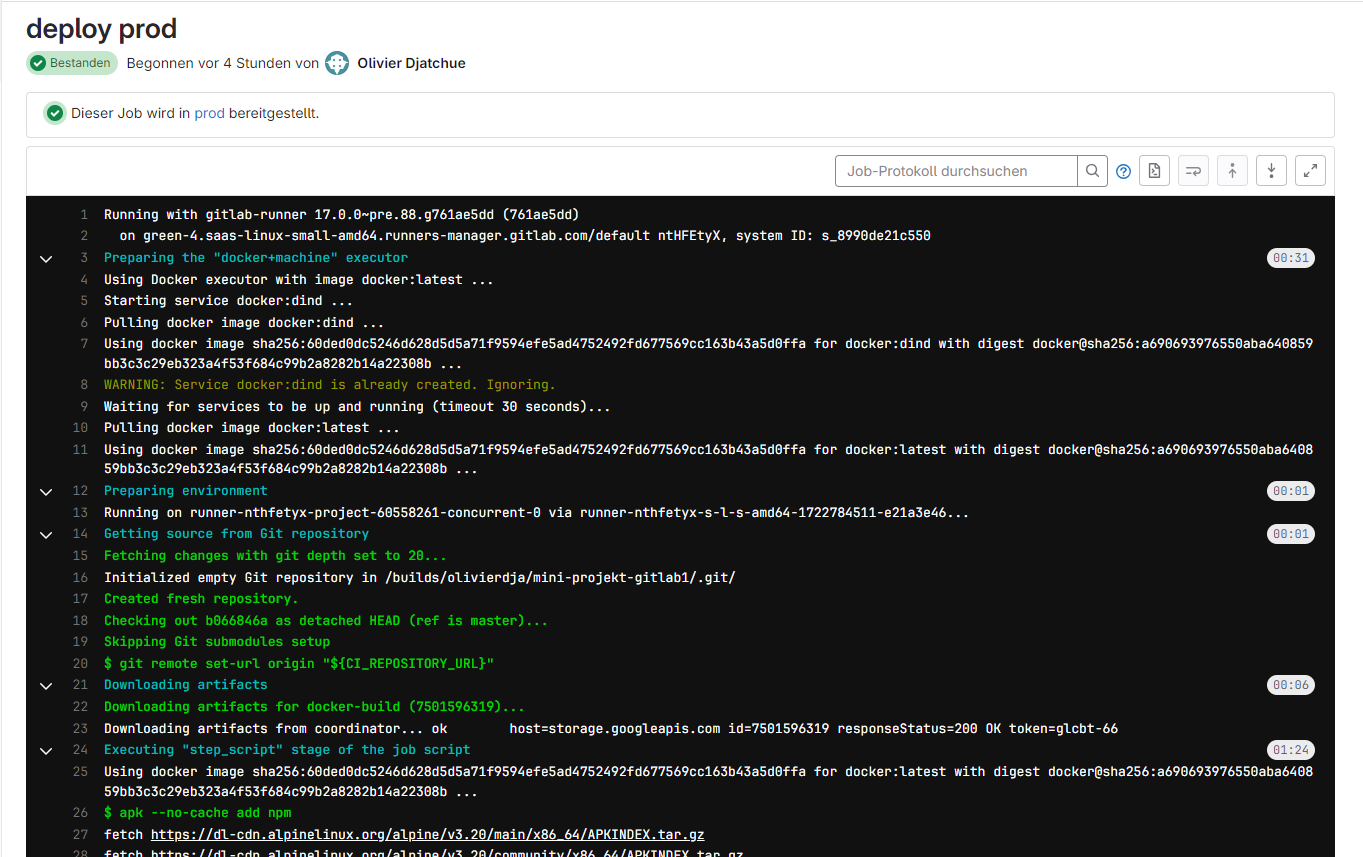 deploy prod
Bestanden Begonnen vor 4 Stunden von Olivier Djatchue
Dieser Job wird in prod bereitgestellt.
Job-Protokoll durchsuchen
1 Running with gitlab-runner 17.0.0~pre.88.g761ae5dd (761ae5dd)
2 on green-4.saas-linux-small-amd64.runners-manager.gitlab.com/default ntHFEtyX, system ID: s_8990de21c550
3 Preparing the "docker+machine" executor 00:31
4 Using Docker executor with image docker:latest ...
5 Starting service docker:dind ...
6 Pulling docker image docker:dind ...
7 Using docker image sha256:60ded0dc5246d628d5d5a71f9594efe5ad4752492fd677569cc163b43a5d0ffa for docker:dind with digest docker@sha256:a690693976550aba640859
bb3c3c29eb323a4f53f684c99b2a8282b14a22308b ...
8 WARNING: Service docker:dind is already created. Ignoring.
9 Waiting for services to be up and running (timeout 30 seconds)...
10 Pulling docker image docker:latest ...
11 Using docker image sha256:60ded0dc5246d628d5d5a71f9594efe5ad4752492fd677569cc163b43a5d0ffa for docker:latest with digest docker@sha256:a690693976550aba6408
59bb3c3c29eb323a4f53f684c99b2a8282b14a22308b ...
12 Preparing environment 00:01
13 Running on runner-nthfetyx-project-60558261-concurrent-0 via runner-nthfetyx-s-l-s-amd64-1722784511-e21a3e46...
14 Getting source from Git repository 00:01
15 Fetching changes with git depth set to 20...
16 Initialized empty Git repository in /builds/olivierdja/mini-projekt-gitlab1/.git/
17 Created fresh repository.
18 Checking out b066846a as detached HEAD (ref is master)...
19 Skipping Git submodules setup
20 $ git remote set-url origin "${CI_REPOSITORY_URL}"
21 Downloading artifacts 00:06
22 Downloading artifacts for docker-build (7501596319)...
23 Downloading artifacts from coordinator... ok host=storage.googleapis.com id=7501596319 responseStatus=200 OK token=glcbt-66
24 Executing "step_script" stage of the job script 01:24
25 Using docker image sha256:60ded0dc5246d628d5d5a71f9594efe5ad4752492fd677569cc163b43a5d0ffa for docker:latest with digest docker@sha256:a690693976550aba6408
59bb3c3c29eb323a4f53f684c99b2a8282b14a22308b ...
26 $ apk --no-cache add npm
27 fetch https://dl-cdn.alpinelinux.org/alpine/v3.20/main/x86_64/APKINDEX.tar.gz
28 fetch https://dl-cdn.alpinelinux.org/alpine/v3.20/community/x86_64/APKINDEX.tar.gz